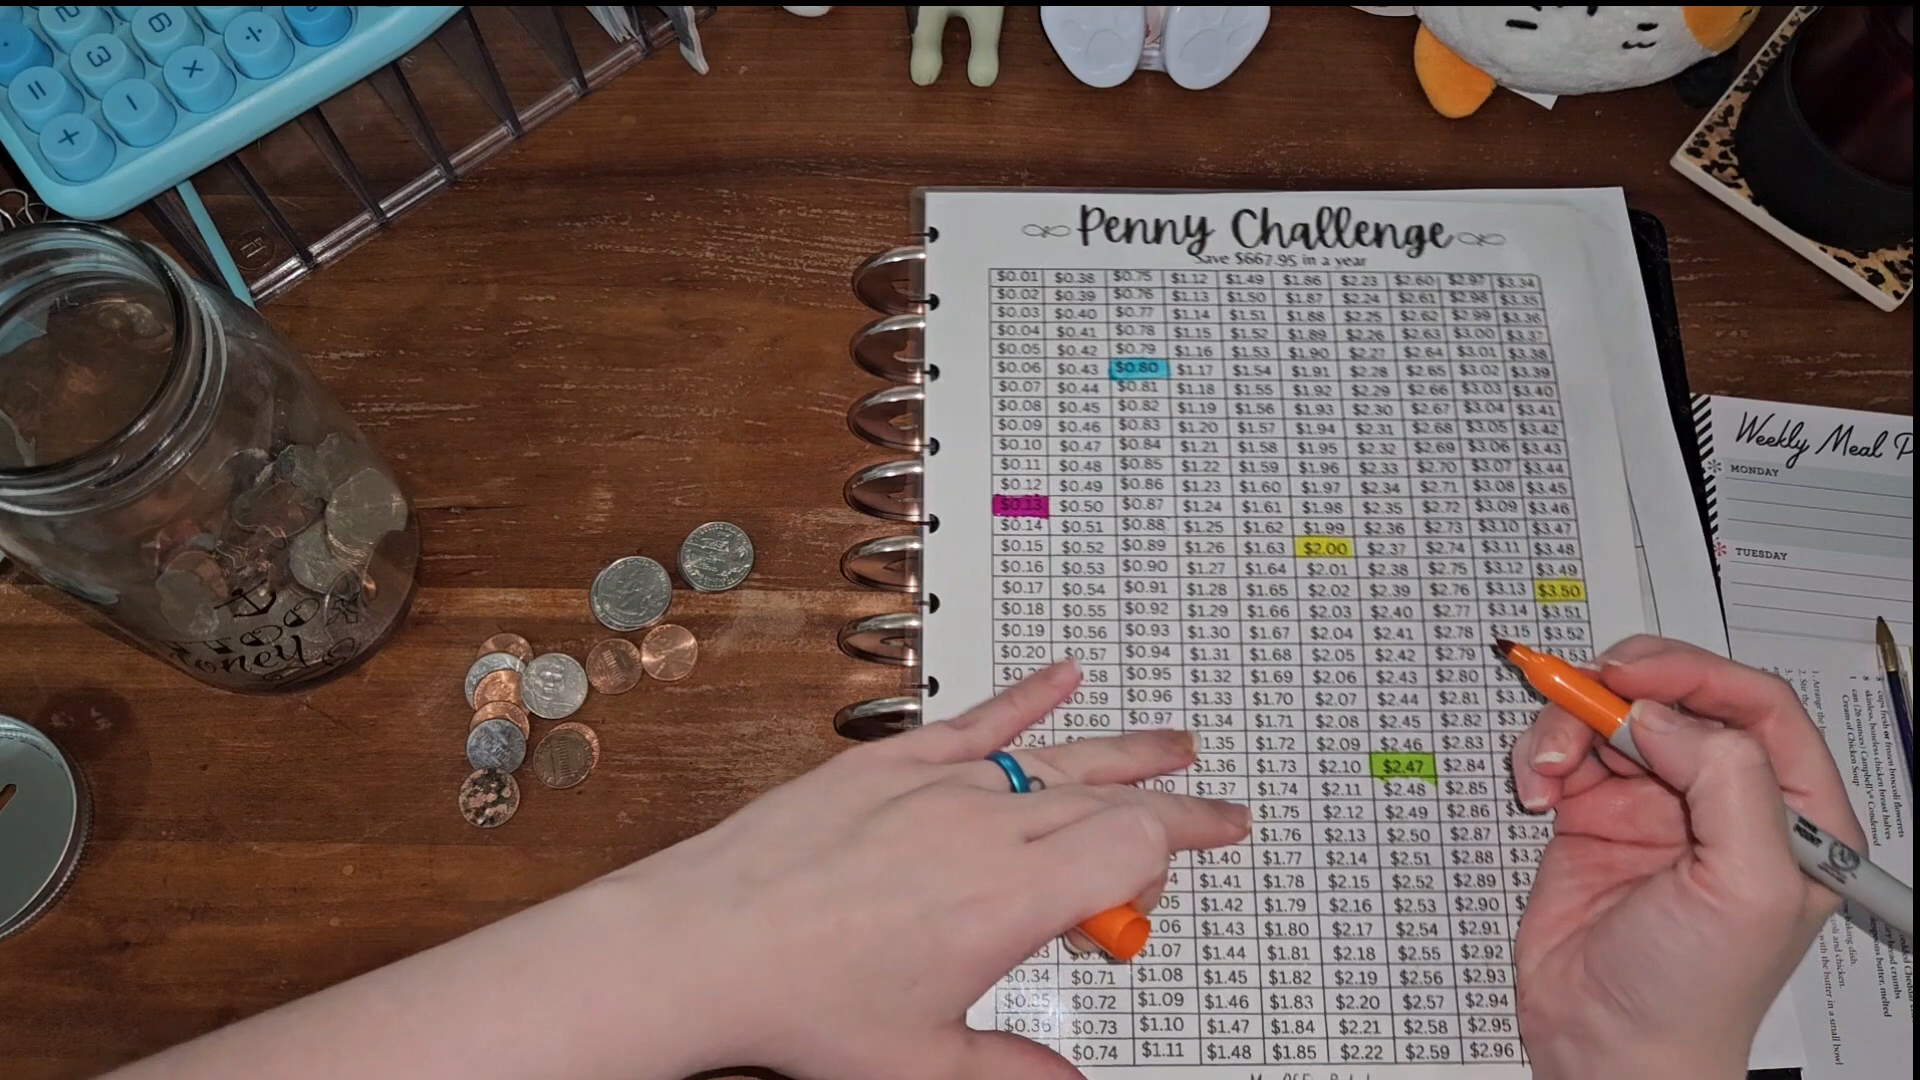 Penny Challenge
Save $667.95 in a year
$0.01 $0.38 $0.75 $1.12 $1.49 $1.86 $2.23 $2.60 $2.97 $3.34
$0.02 $0.39 $0.76 $1.13 $1.50 $1.87 $2.24 $2.61 $2.98 $3.35
$0.03 $0.40 $0.77 $1.14 $1.51 $1.88 $2.25 $2.62 $2.99 $3.36
$0.04 $0.41 $0.78 $1.15 $1.52 $1.89 $2.26 $2.63 $3.00 $3.37
$0.05 $0.42 $0.79 $1.16 $1.53 $1.90 $2.27 $2.64 $3.01 $3.38
$0.06 $0.43 $0.80 $1.17 $1.54 $1.91 $2.28 $2.65 $3.02 $3.39
$0.07 $0.44 $0.81 $1.18 $1.55 $1.92 $2.29 $2.66 $3.03 $3.40
$0.08 $0.45 $0.82 $1.19 $1.56 $1.93 $2.30 $2.67 $3.04 $3.41
$0.09 $0.46 $0.83 $1.20 $1.57 $1.94 $2.31 $2.68 $3.05 $3.42
$0.10 $0.47 $0.84 $1.21 $1.58 $1.95 $2.32 $2.69 $3.06 $3.43
$0.11 $0.48 $0.85 $1.22 $1.59 $1.96 $2.33 $2.70 $3.07 $3.44
$0.12 $0.49 $0.86 $1.23 $1.60 $1.97 $2.34 $2.71 $3.08 $3.45
$0.13 $0.50 $0.87 $1.24 $1.61 $1.98 $2.35 $2.72 $3.09 $3.46
$0.14 $0.51 $0.88 $1.25 $1.62 $1.99 $2.36 $2.73 $3.10 $3.47
$0.15 $0.52 $0.89 $1.26 $1.63 $2.00 $2.37 $2.74 $3.11 $3.48
$0.16 $0.53 $0.90 $1.27 $1.64 $2.01 $2.38 $2.75 $3.12 $3.49
$0.17 $0.54 $0.91 $1.28 $1.65 $2.02 $2.39 $2.76 $3.13 $3.50
$0.18 $0.55 $0.92 $1.29 $1.66 $2.03 $2.40 $2.77 $3.14 $3.51
$0.19 $0.56 $0.93 $1.30 $1.67 $2.04 $2.41 $2.78 $3.15 $3.52
$0.20 $0.57 $0.94 $1.31 $1.68 $2.05 $2.42 $2.79 $3.53
.58 $0.95 $1.32 $1.69 $2.06 $2.43 $2.80
$0.59 $0.96 $1.33 $1.70 $2.07 $2.44 $2.81
$0.60 $0.97 $1.34 $1.71 $2.08 $2.45 $2.82 $3.19
$0.24 1.35 $1.72 $2.09 $2.46 $2.83
$1.36 $1.73 $2.10 $2.47 $2.84
1.00 $1.37 $1.74 $2.11 $2.48 $2.85
$1.75 $2.12 $2.49 $2.86
$1.76 $2.13 $2.50 $2.87 $3.24
$1.40 $1.77 $2.14 $2.51 $2.88
$1.41 $1.78 $2.15 $2.52 $2.89
05 $1.42 $1.79 $2.16 $2.53 $2.90
.06 $1.43 $1.80 $2.17 $2.54 $2.91
$1.07 $1.44 $1.81 $2.18 $2.55 $2.92
$0.34 $0.71 $1.08 $1.45 $1.82 $2.19 $2.56 $2.93
$0.35 $0.72 $1.09 $1.46 $1.83 $2.20 $2.57 $2.94
$0.36 $0.73 $1.10 $1.47 $1.84 $2.21 $2.58 $2.95
$0.74 $1.11 $1.48 $1.85 $2.22 $2.59 $2.96
Weekly Meal P
MONDAY
TUESDAY
cups fresh or frozen broccoli flowerets
skinless, boneless chicken breast halves
can (26 ounces) Campbell's® Condensed
Cream of Chicken Soup
6
3
÷
=
-
×
+